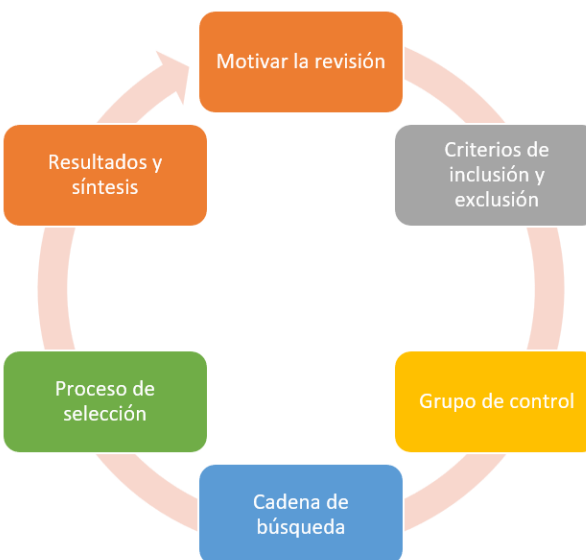 Motivar la revisión
Criterios de
inclusión y
exclusión
Grupo de control
Cadena de
búsqueda
Proceso de
selección
Resultados y
síntesis